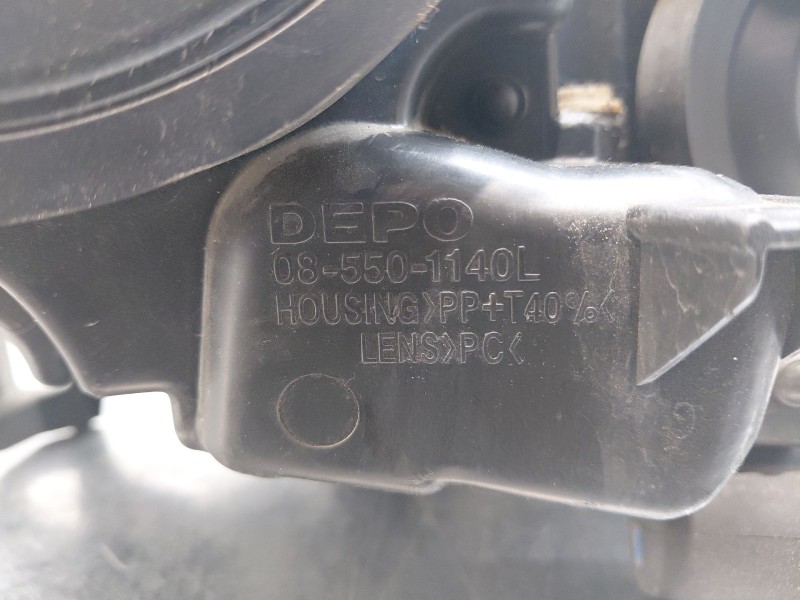 DEPO
08-550-1140L
HOUSING>PP+T40%<
LENS>PC<